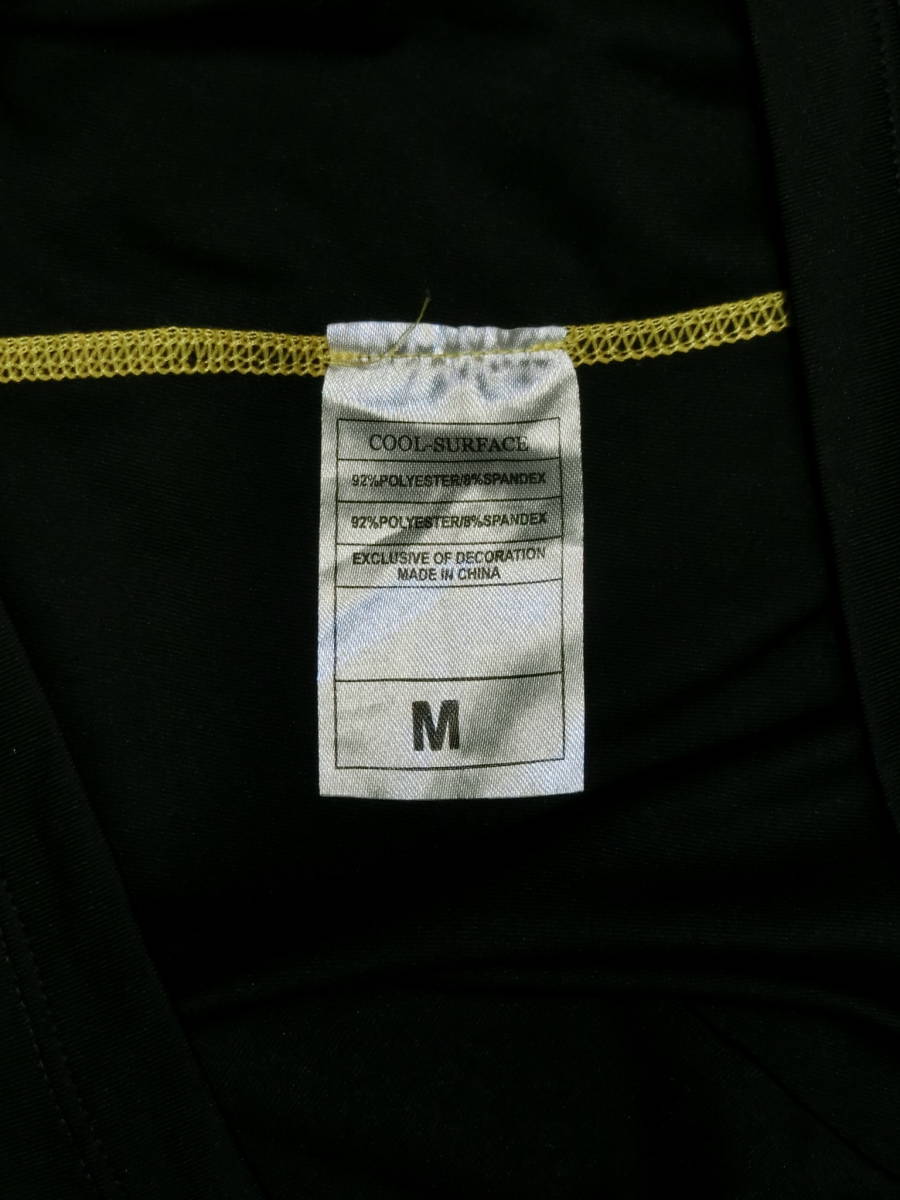 COOL-SURFACE
92%POLYESTER/8%SPANDEX
92%POLYESTER/8%SPANDEX
EXCLUSIVE OF DECORATION
MADE IN CHINA
M